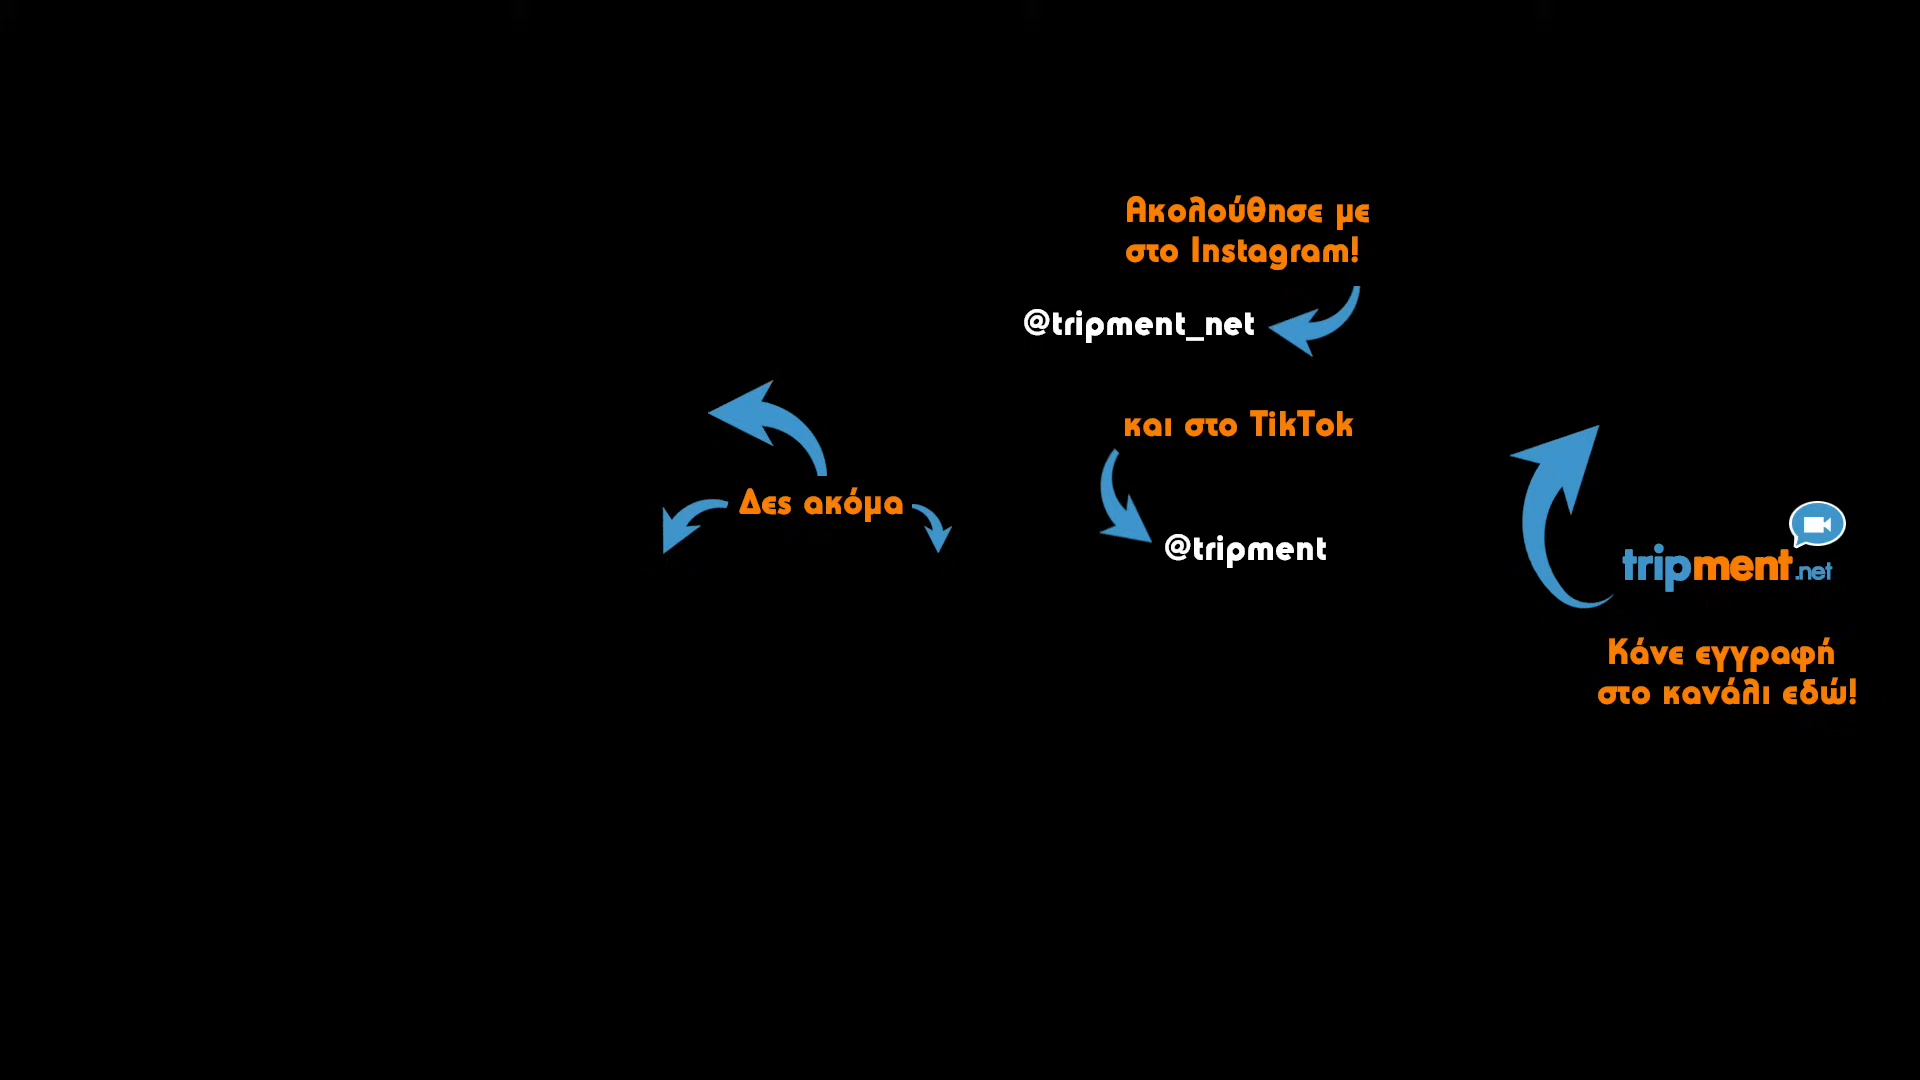 Ακολούθησε με
στο Instagram!
@tripment_net
και στο TikTok
Δες ακόμα
@tripment
tripment.net
Κάνε εγγραφή
στο κανάλι εδώ!